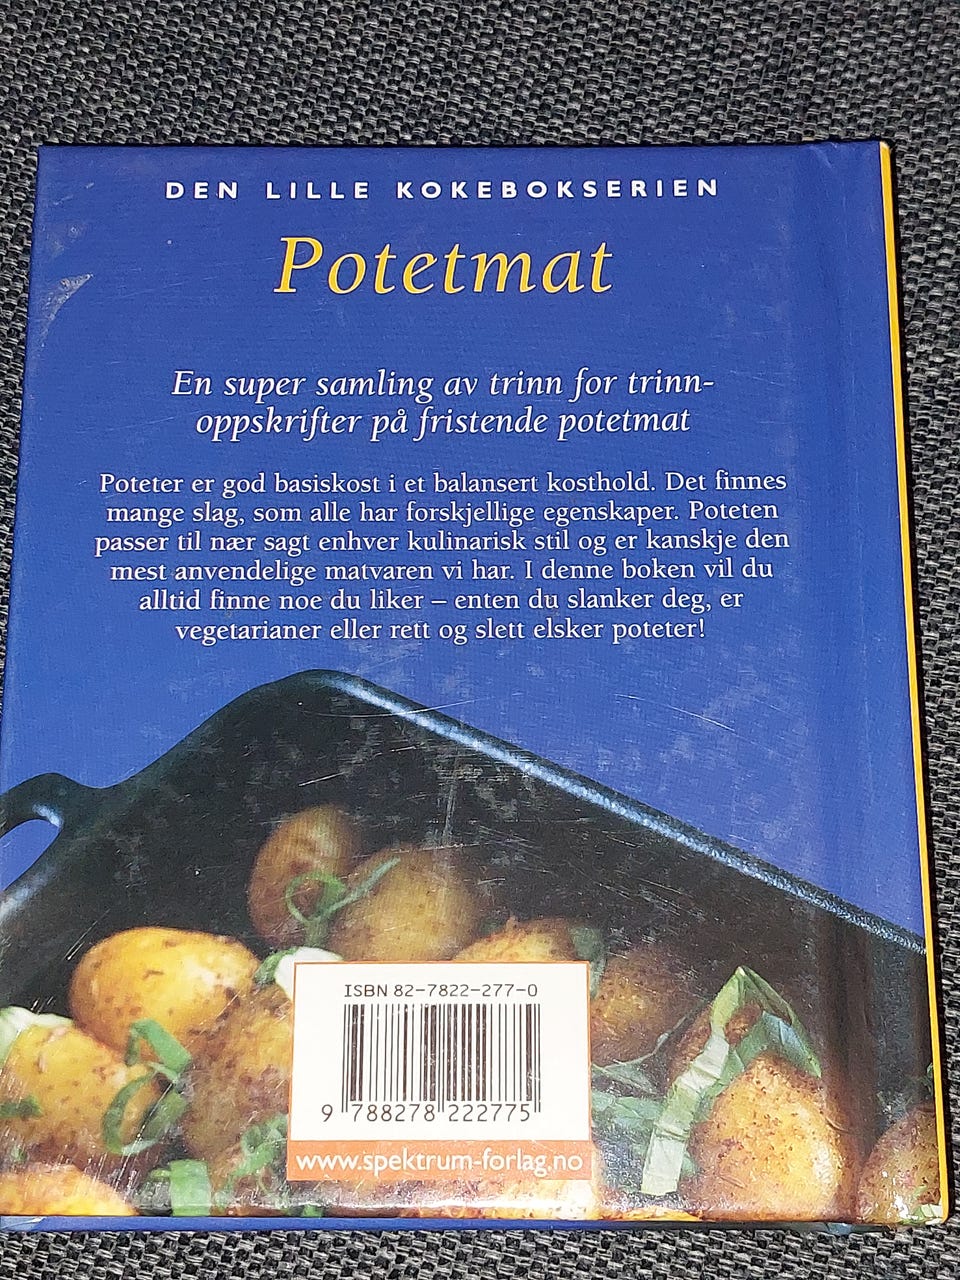 DEN LILLE KOKEBOKSERIEN
Potetmat
En super samling av trinn for trinn-
oppskrifter på fristende potetmat
Poteter er god basiskost i et balansert kosthold. Det finnes
mange slag, som alle har forskjellige egenskaper. Poteten
passer til nær sagt enhver kulinarisk stil og er kanskje den
mest anvendelige matvaren vi har. I denne boken vil du
alltid finne noe du liker – enten du slanker deg, er
vegetarianer eller rett og slett elsker poteter!
ISBN 82-7822-277-0
9 788278 222775
www.spektrum-forlag.no